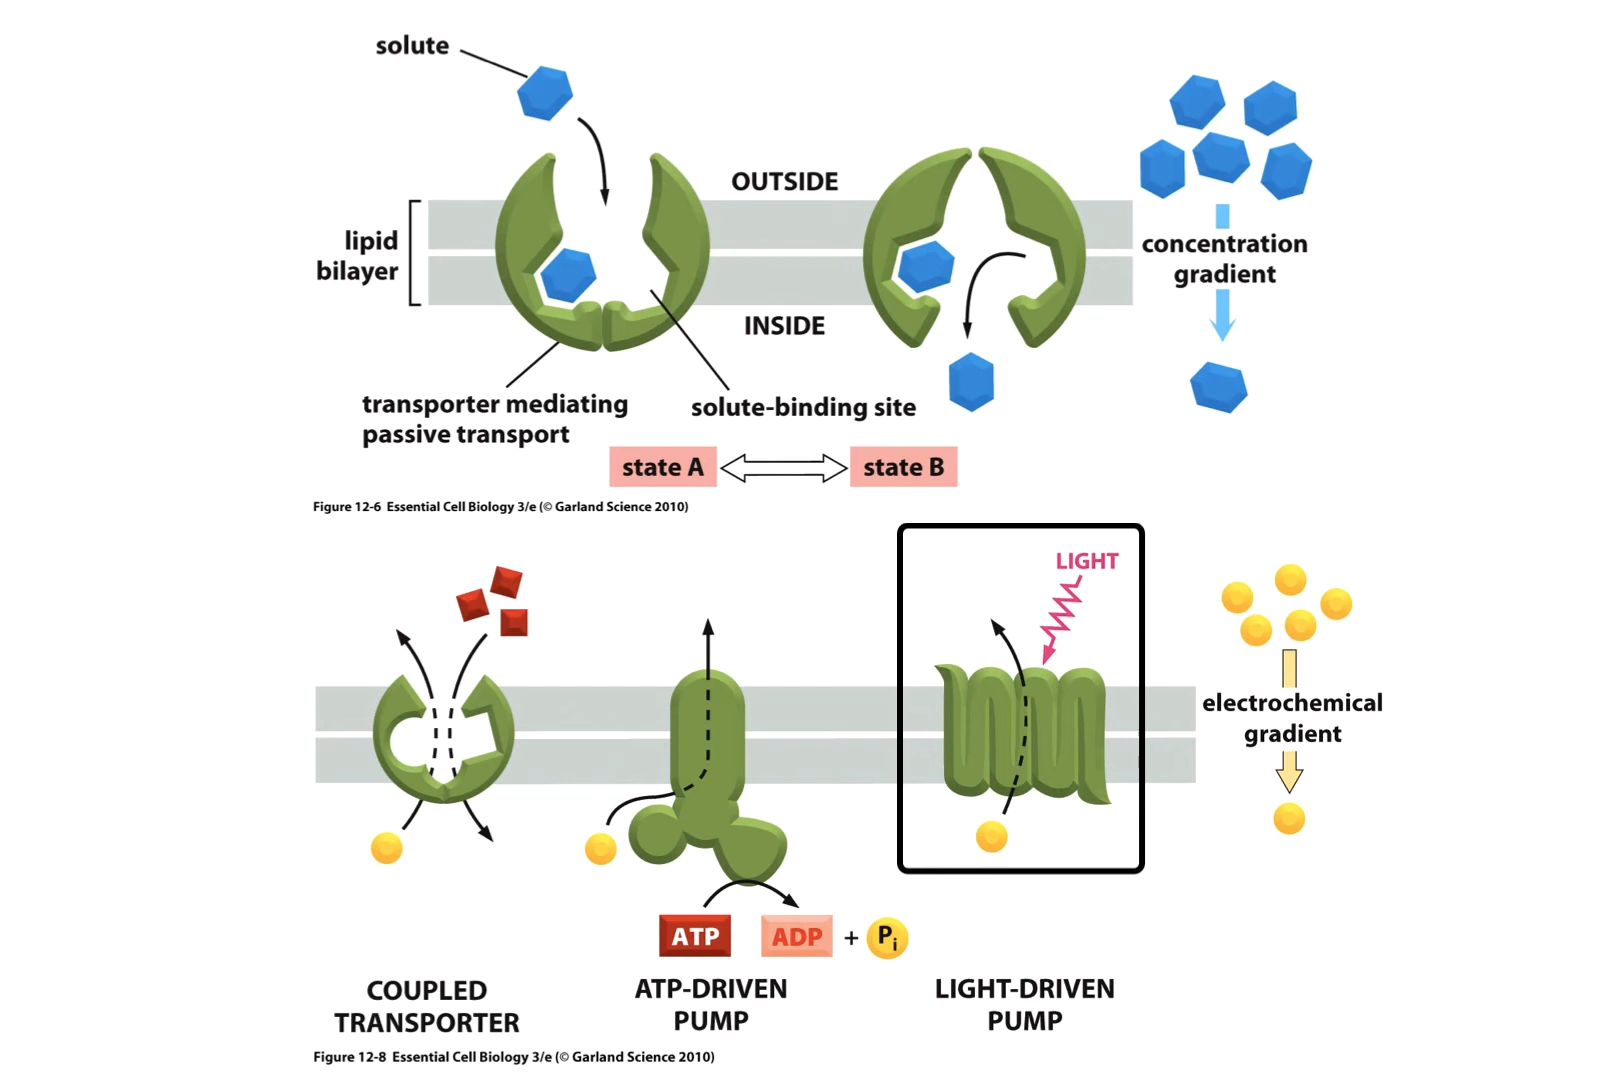 solute
OUTSIDE
lipid
bilayer
concentration
gradient
INSIDE
transporter mediating
passive transport
solute-binding site
state A
state B
Figure 12-6 Essential Cell Biology 3/e (© Garland Science 2010)
LIGHT
electrochemical
gradient
ATP
ADP
+
Pi
COUPLED
TRANSPORTER
ATP-DRIVEN
PUMP
LIGHT-DRIVEN
PUMP
Figure 12-8 Essential Cell Biology 3/e (© Garland Science 2010)